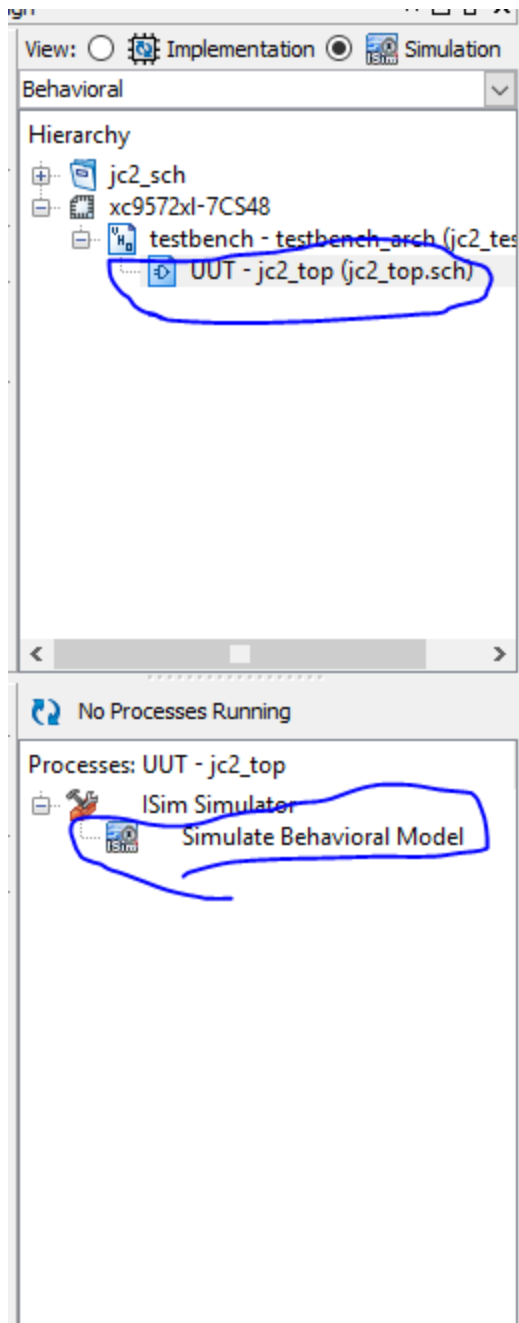 View: Implementation Simulation
Behavioral
Hierarchy
jc2_sch
xc9572xl-7CS48
testbench - testbench_arch (jc2_tes
UUT - jc2_top (jc2_top.sch)
No Processes Running
Processes: UUT - jc2_top
ISim Simulator
ISim Simulate Behavioral Model